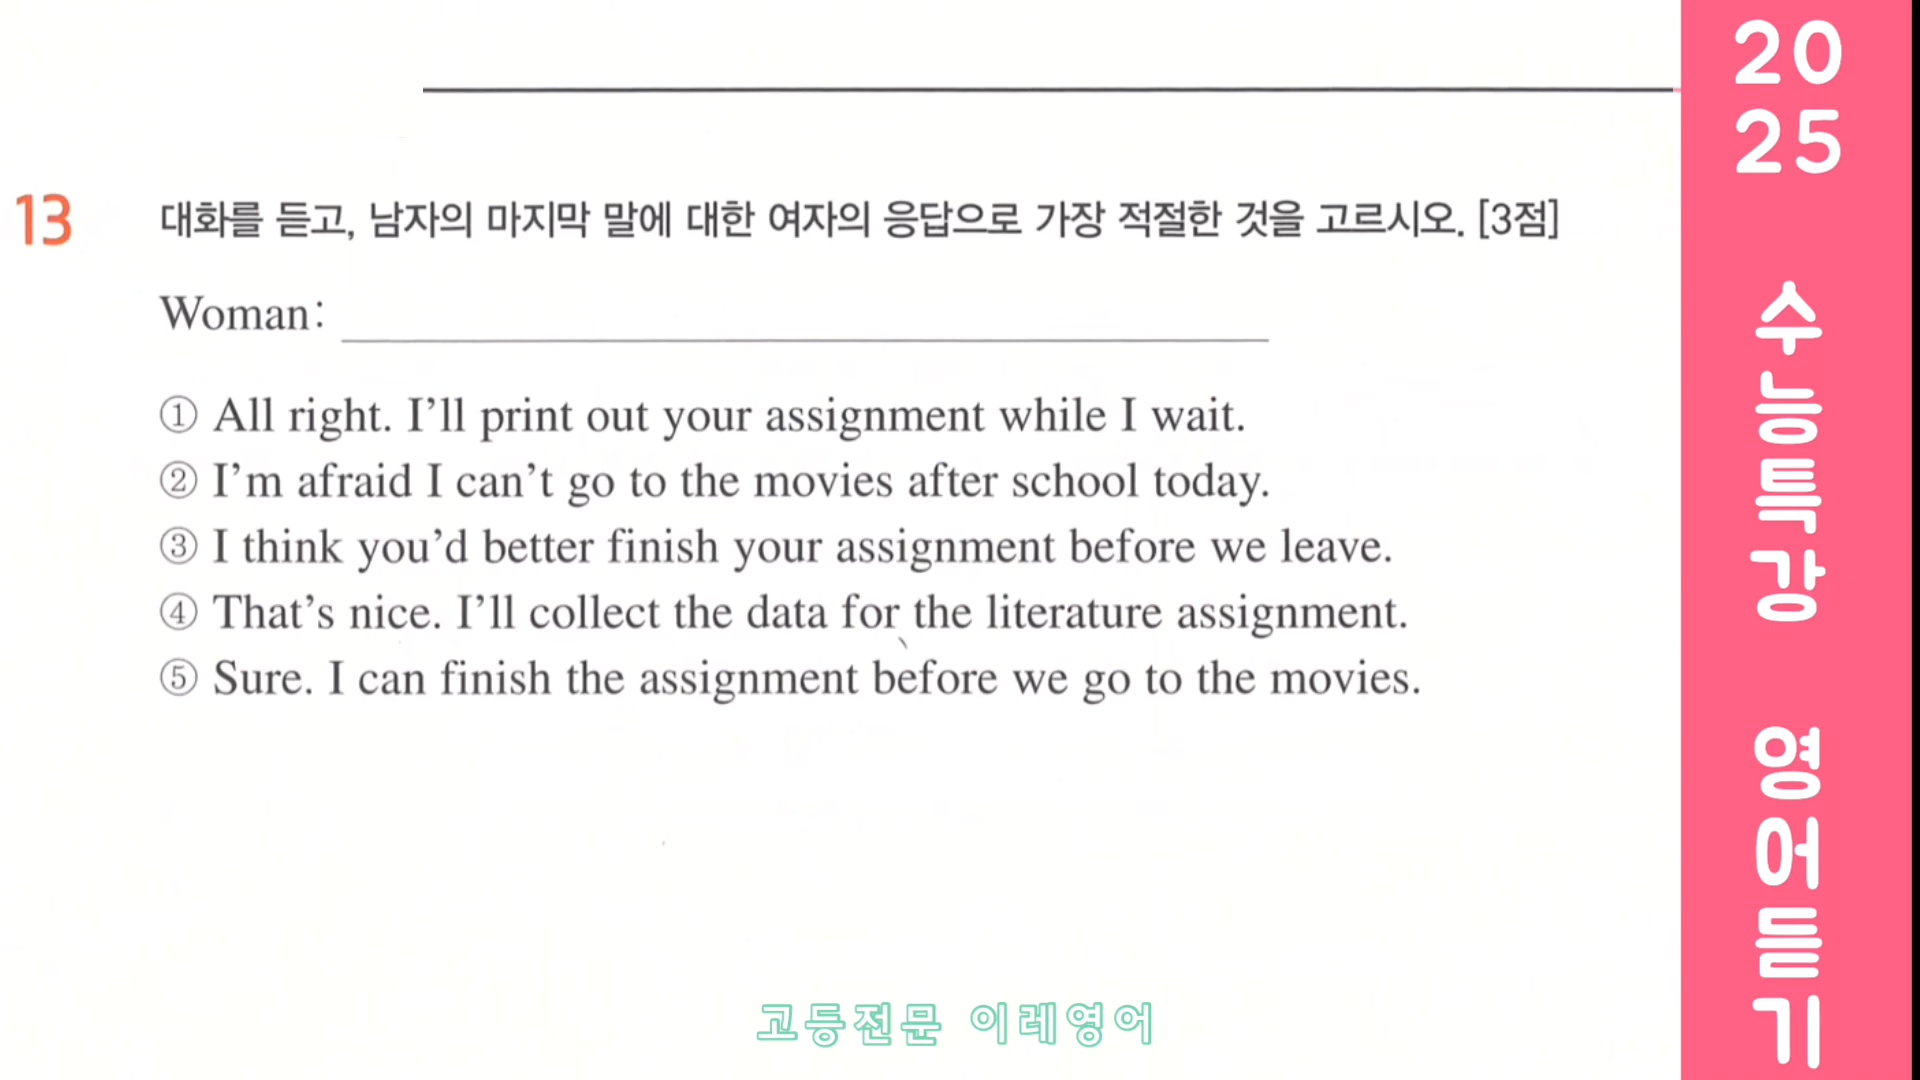 13 대화를 듣고, 남자의 마지막 말에 대한 여자의 응답으로 가장 적절한 것을 고르시오. [3점]
Woman:
① All right. I’ll print out your assignment while I wait.
② I’m afraid I can’t go to the movies after school today.
③ I think you’d better finish your assignment before we leave.
④ That’s nice. I’ll collect the data for the literature assignment.
⑤ Sure. I can finish the assignment before we go to the movies.
고등전문 이레영어
20
25
수능특강
영어듣기